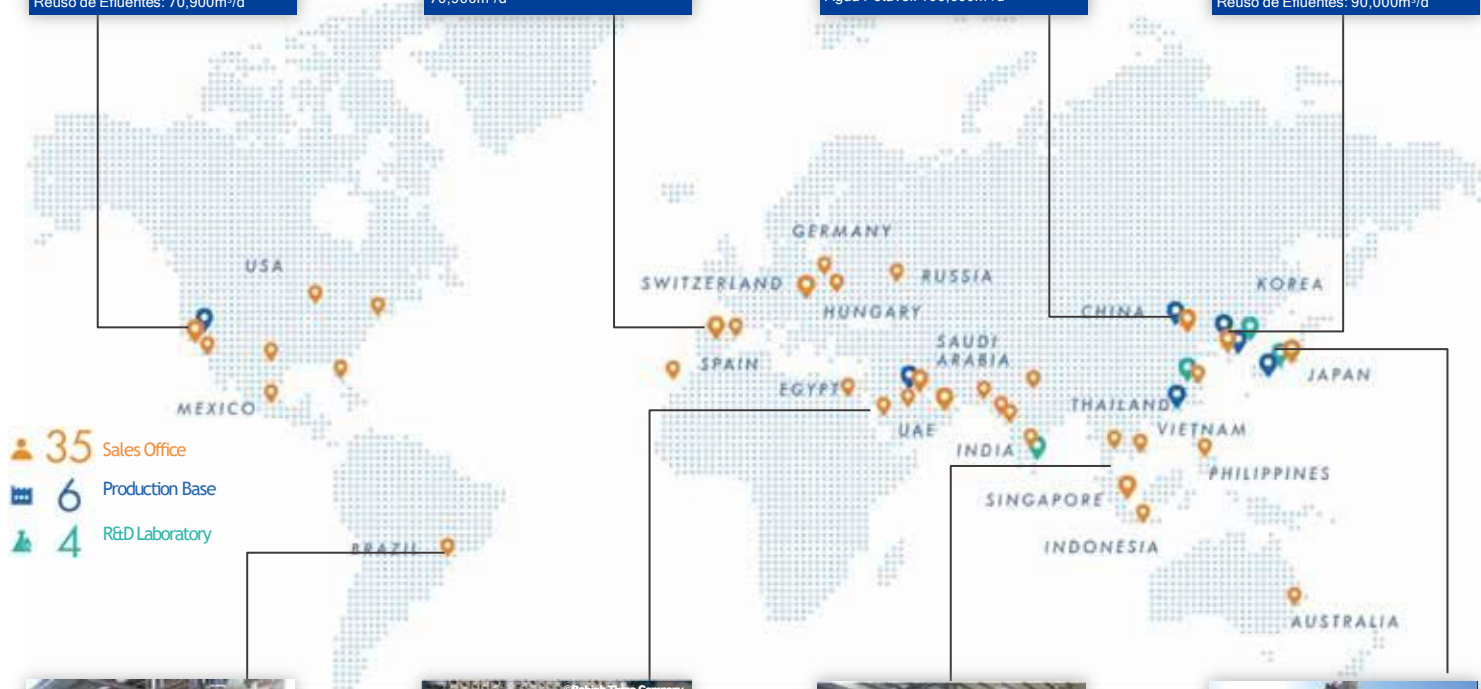 Reuso de Efluentes: 70,900m³/d
Reuso de Efluentes: 90,000m³/d
GERMANY
USA
SWITZERLAND
RUSSIA
KOREA
HUNGARY
CHINA
SAUDI
ARABIA
SPAIN
JAPAN
EGYPT
MEXICO
THAILAND
UAE
VIETNAM
INDIA
35 Sales Office
PHILIPPINES
6 Production Base
SINGAPORE
4 R&D Laboratory
BRAZIL
INDONESIA
AUSTRALIA